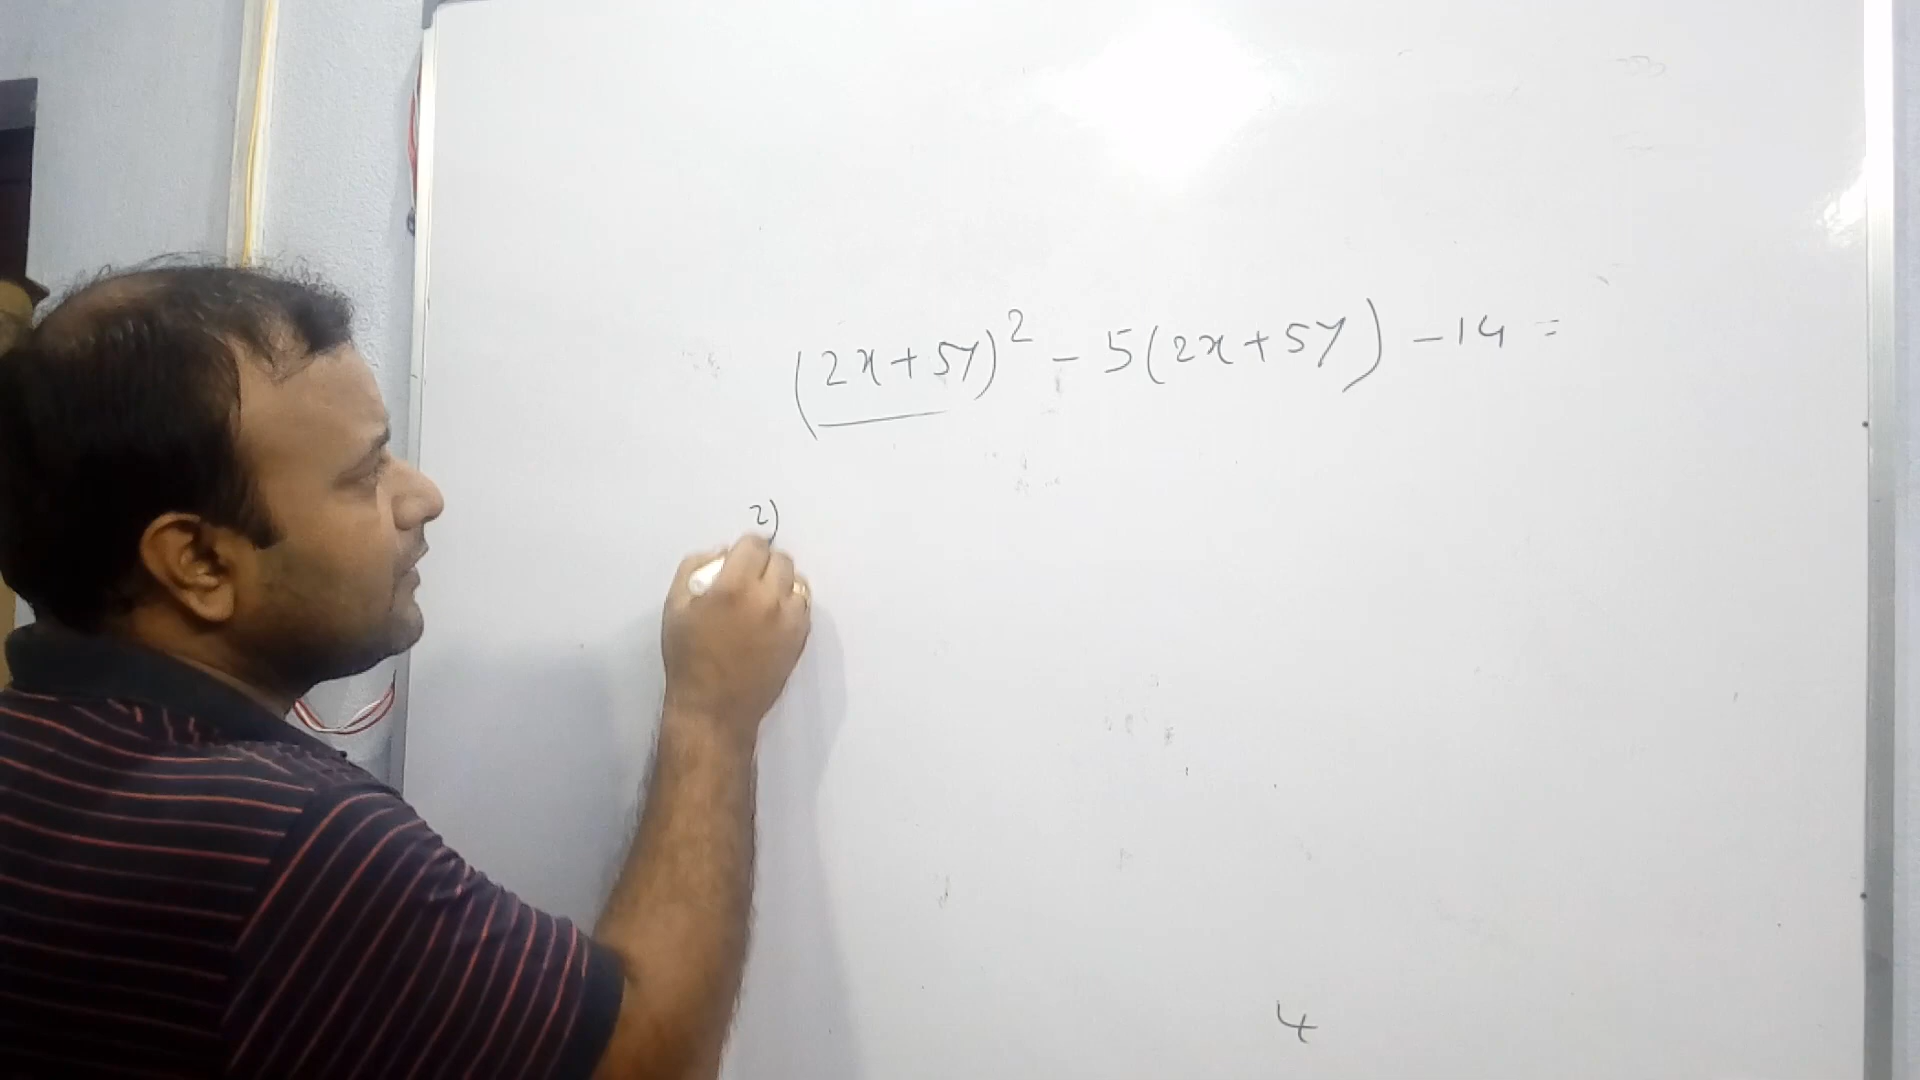 (2x+5y)² - 5(2x+5y) - 14 =
2)
4